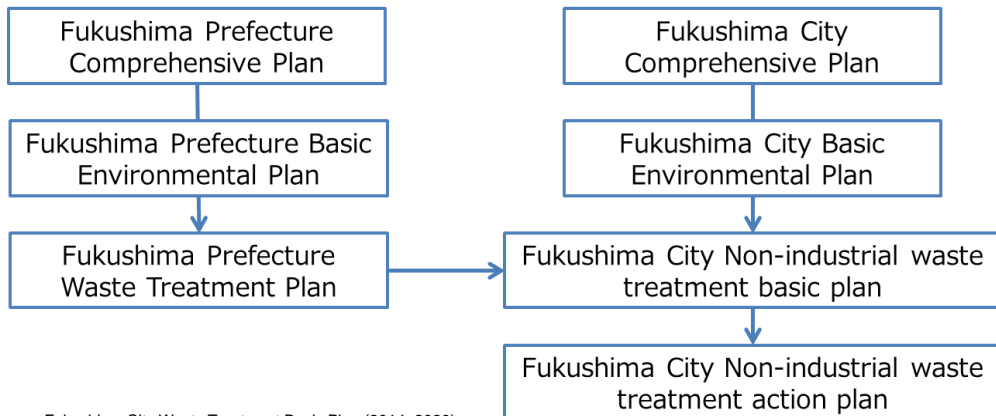 Fukushima Prefecture
Comprehensive Plan
Fukushima City
Comprehensive Plan
Fukushima Prefecture Basic
Environmental Plan
Fukushima City Basic
Environmental Plan
Fukushima Prefecture
Waste Treatment Plan
Fukushima City Non-industrial waste
treatment basic plan
Fukushima City Non-industrial waste
treatment action plan